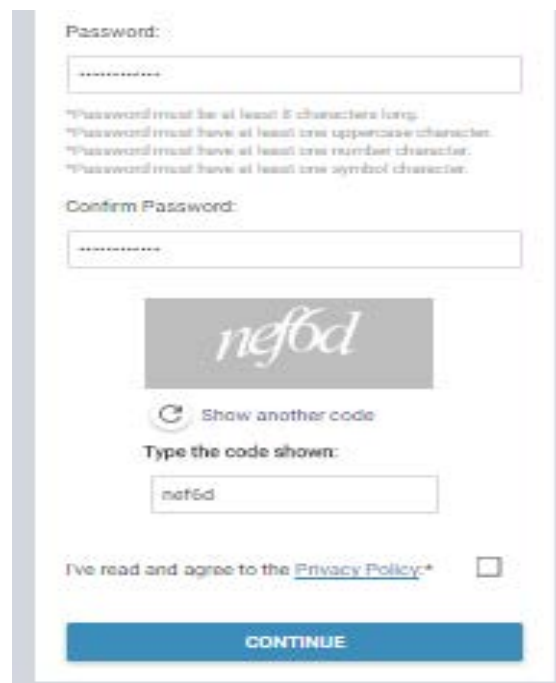 Password:
------------
*Password must be at least 8 characters long.
*Password must have at least one uppercase character.
*Password must have at least one number character.
*Password must have at least one symbol character.
Confirm Password:
------------
nef6d
Show another code
Type the code shown:
nef6d
I've read and agree to the Privacy Policy:*
CONTINUE